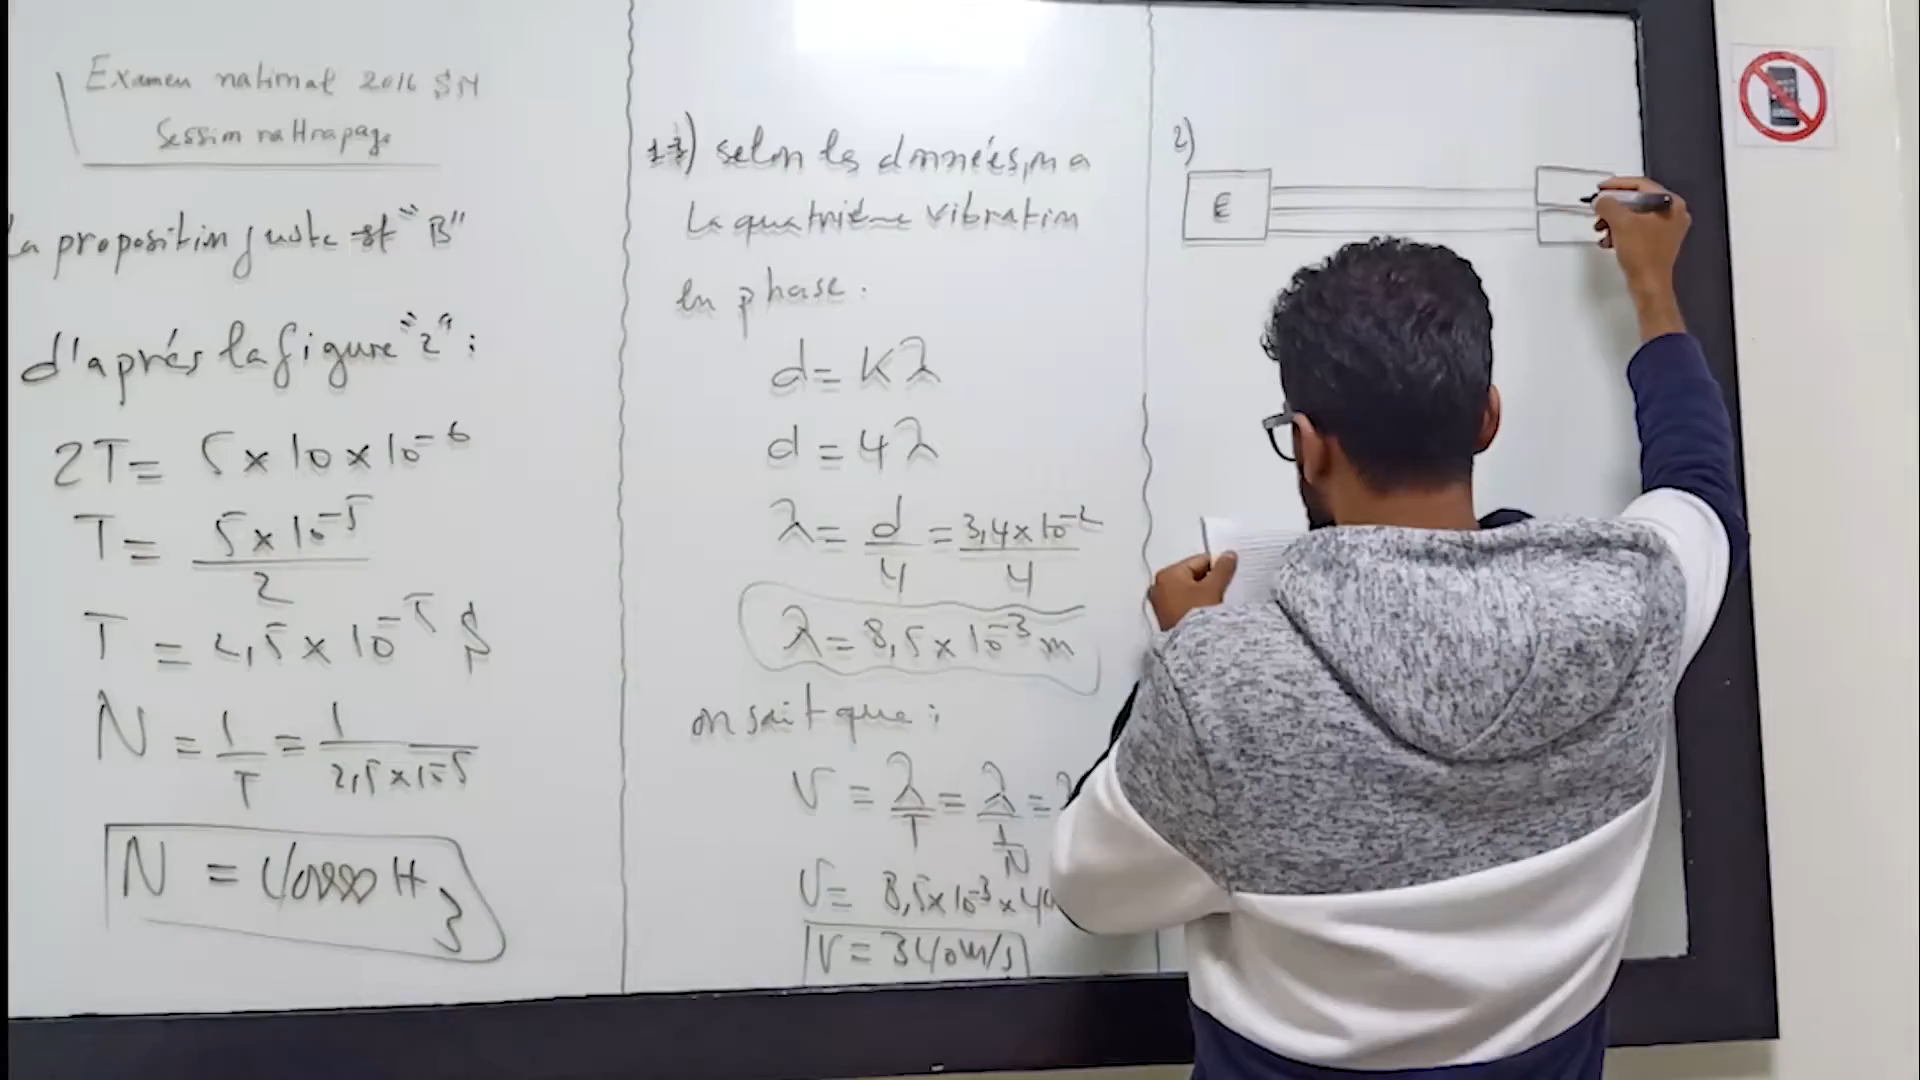 Examen national 2016 SN
Session rattrapage
La proposition juste est "B"
d'aprés la figure "2" :
2T = 5 × 10 × 10⁻⁶
T = 5 × 10⁻⁵ / 2
T = 2,5 × 10⁻⁵ s
N = 1/T = 1 / 2,5 × 10⁻⁵
N = 40000 Hz
selon les données, on a
La quatrième vibration
en phase.
d = Kλ
d = 4λ
λ = d/4 = 3,4 × 10⁻² / 4
λ = 8,5 × 10⁻³ m
on sait que :
V = λ/T = λ / 1/N =
V = 8,5 × 10⁻³ × 40
V = 340 m/s
2)
E